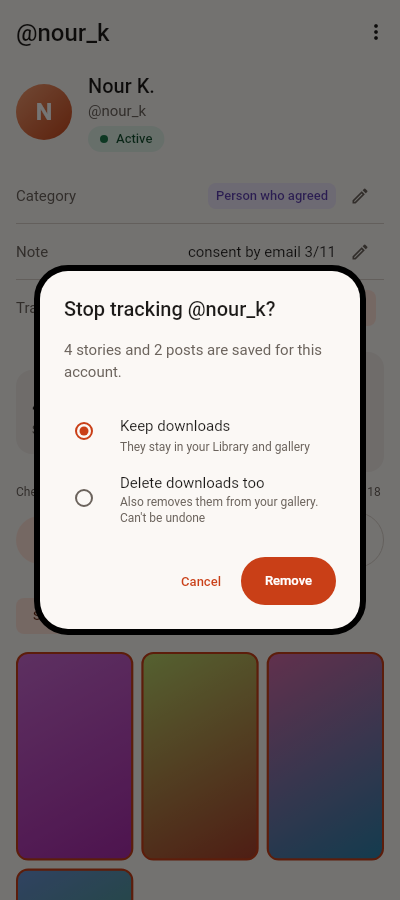 @nour_k
N
Nour K.
@nour_k
Active
Category
Person who agreed
Note
consent by email 3/11
Stop tracking @nour_k?
4 stories and 2 posts are saved for this
account.
Keep downloads
They stay in your Library and gallery
Delete downloads too
Also removes them from your gallery.
Can't be undone
18
Cancel
Remove